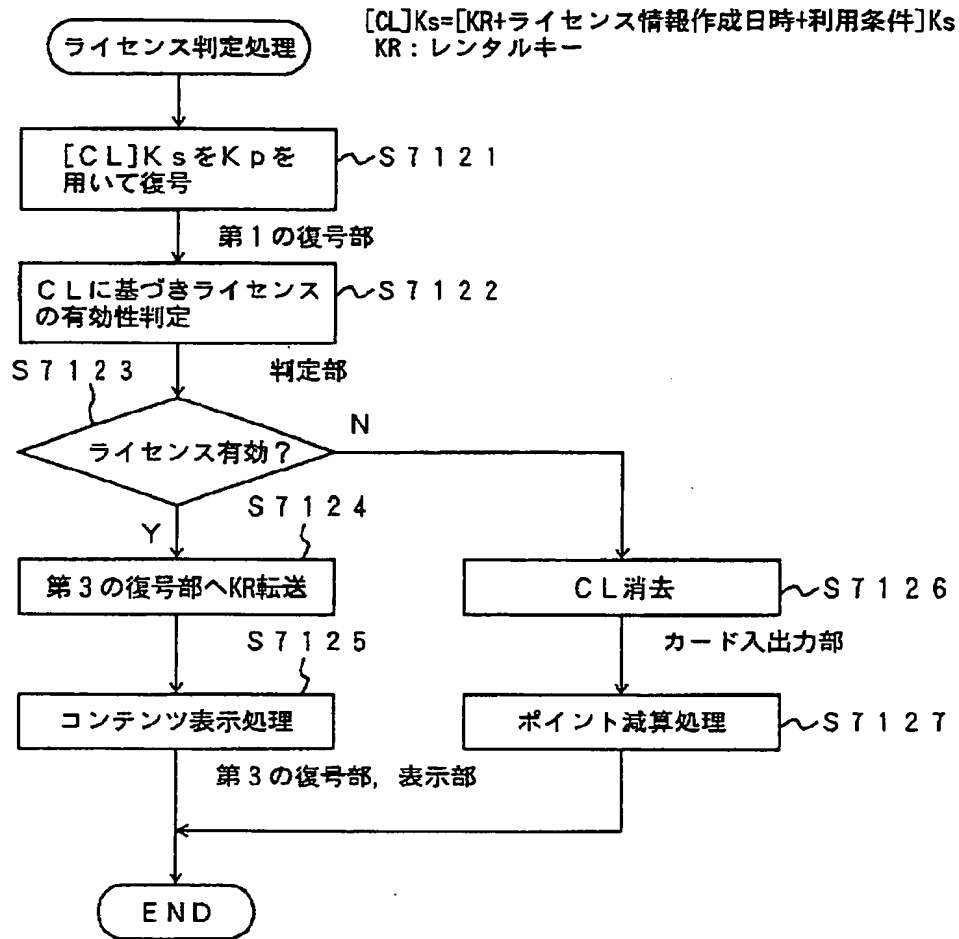 ライセンス判定処理
[CL]Ks=[KR+ライセンス情報作成日時+利用条件]Ks
KR:レンタルキー
[CL]KsをKpを
用いて復号
S7121
第1の復号部
CLに基づきライセンス
の有効性判定
S7122
S7123
判定部
ライセンス有効?
N
Y
S7124
第3の復号部へKR転送
CL消去
S7126
S7125
カード入出力部
コンテンツ表示処理
ポイント減算処理
S7127
第3の復号部,表示部
END